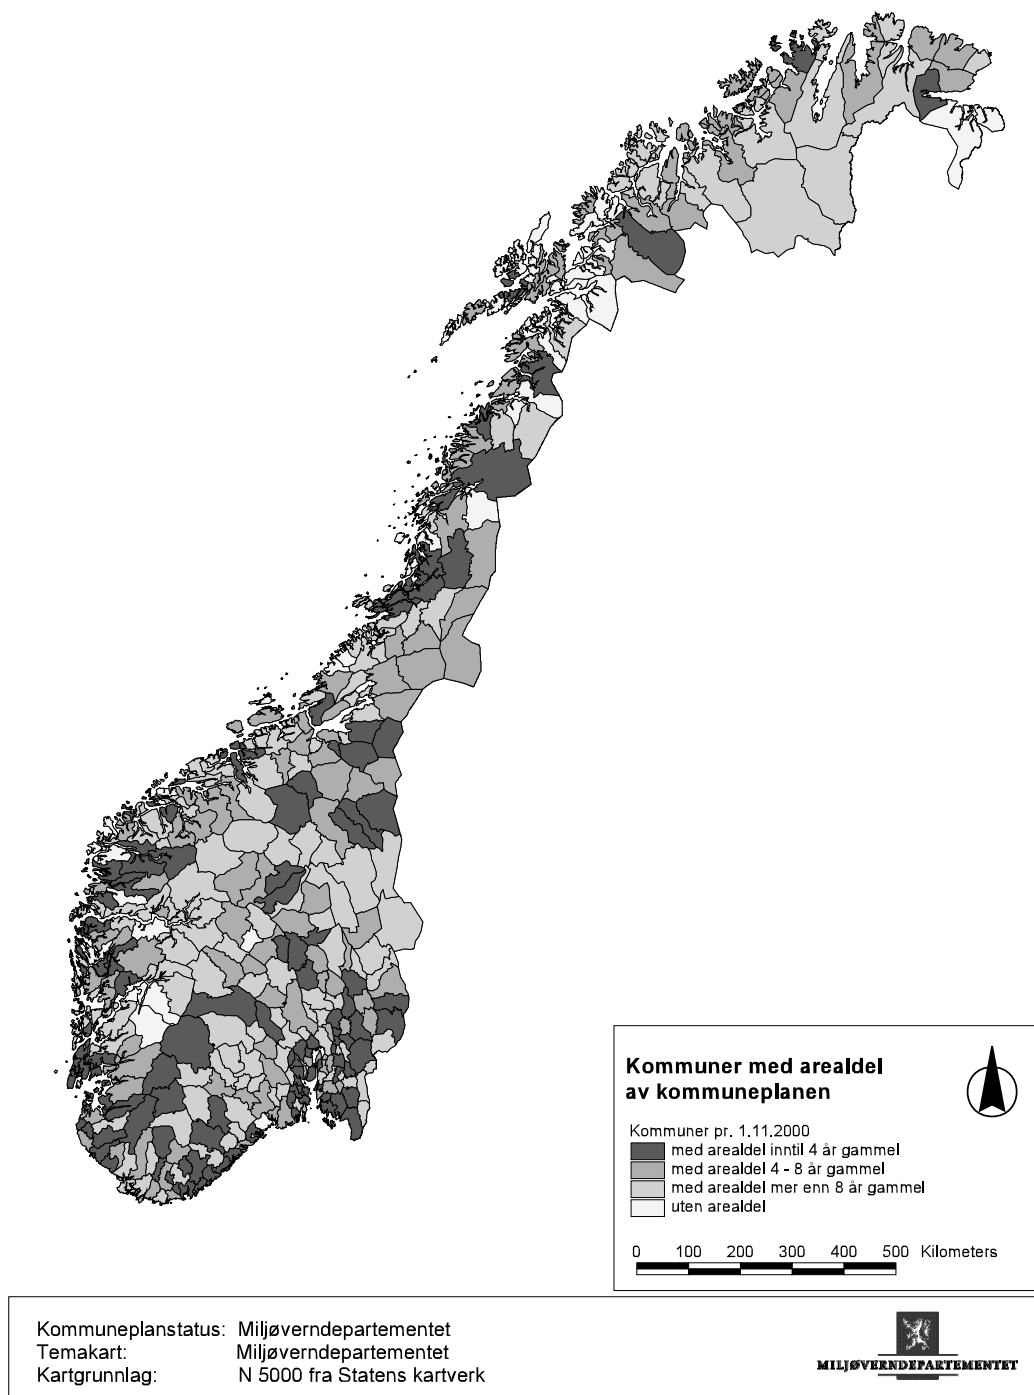 Kommuner med arealdel
av kommuneplanen
Kommuner pr. 1.11.2000
med arealdel inntil 4 år gammel
med arealdel 4 - 8 år gammel
med arealdel mer enn 8 år gammel
uten arealdel
0 100 200 300 400 500 Kilometers
Kommuneplanstatus: Miljøverndepartementet
Temakart: Miljøverndepartementet
Kartgrunnlag: N 5000 fra Statens kartverk
MILJØVERNDEPARTEMENTET